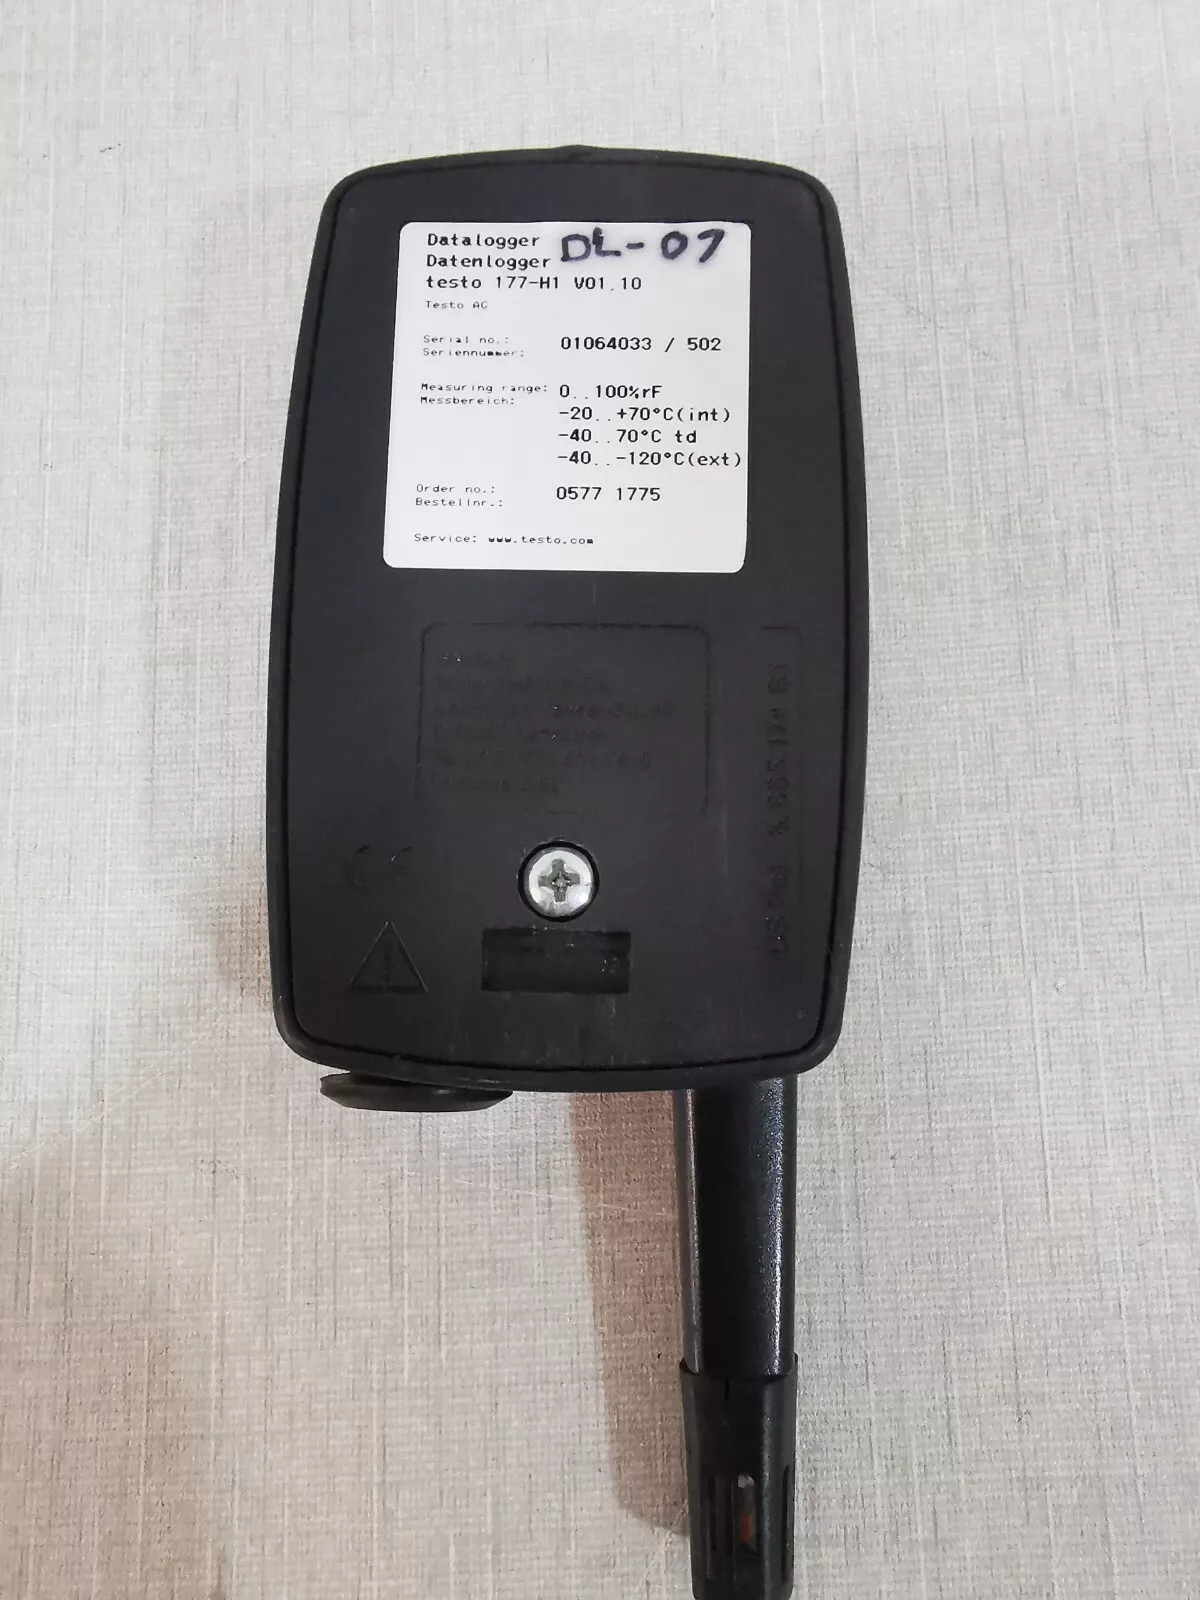 Datalogger DL-07
Datenlogger
testo 177-H1 V01.10
Testo AG
Serial no.: 01064033 / 502
Seriennummer:
Measuring range: 0..100%rF
Messbereich:
-20..+70°C(int)
-40..70°C td
-40..-120°C(ext)
Order no.: 0577 1775
Bestellnr.:
Service: www.testo.com
CE